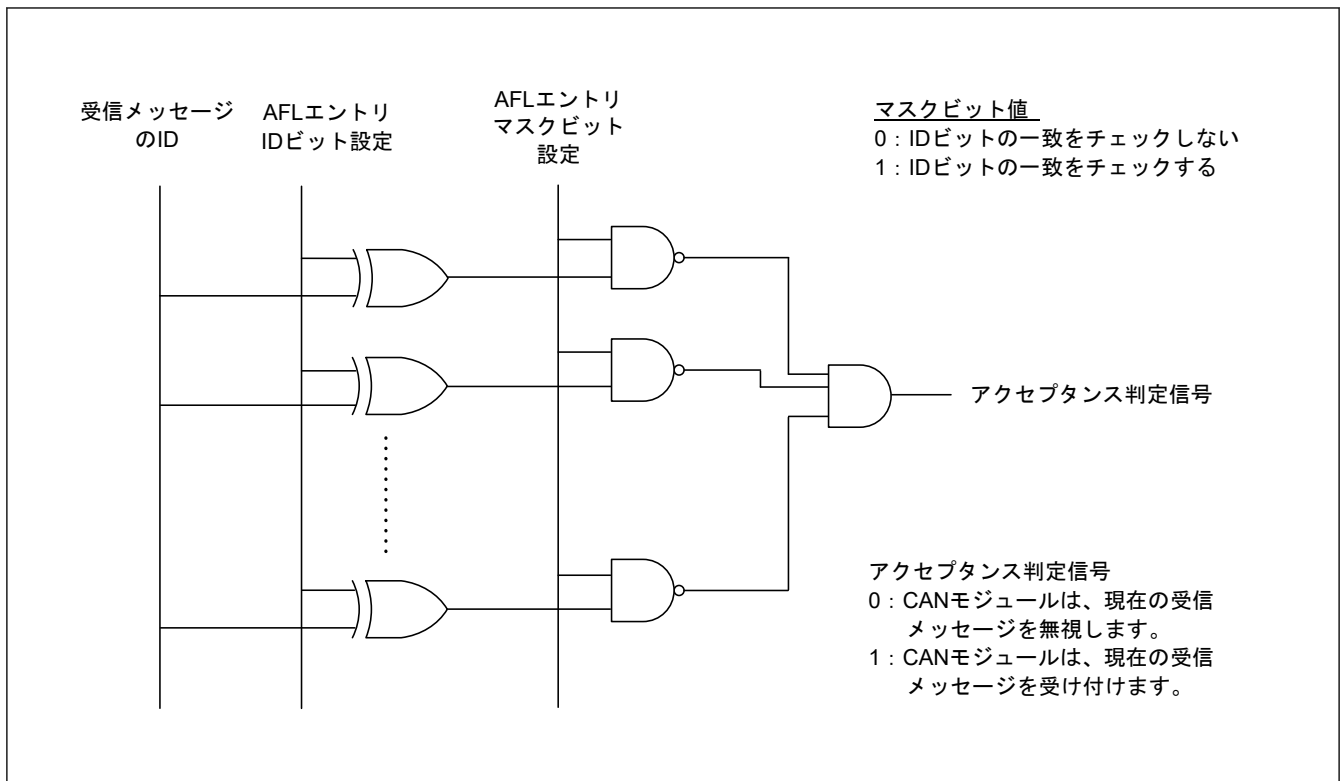 受信メッセージ
のID
AFLエントリ
IDビット設定
AFLエントリ
マスクビット
設定
マスクビット値
0：IDビットの一致をチェックしない
1：IDビットの一致をチェックする
アクセプタンス判定信号
アクセプタンス判定信号
0：CANモジュールは、現在の受信
メッセージを無視します。
1：CANモジュールは、現在の受信
メッセージを受け付けます。